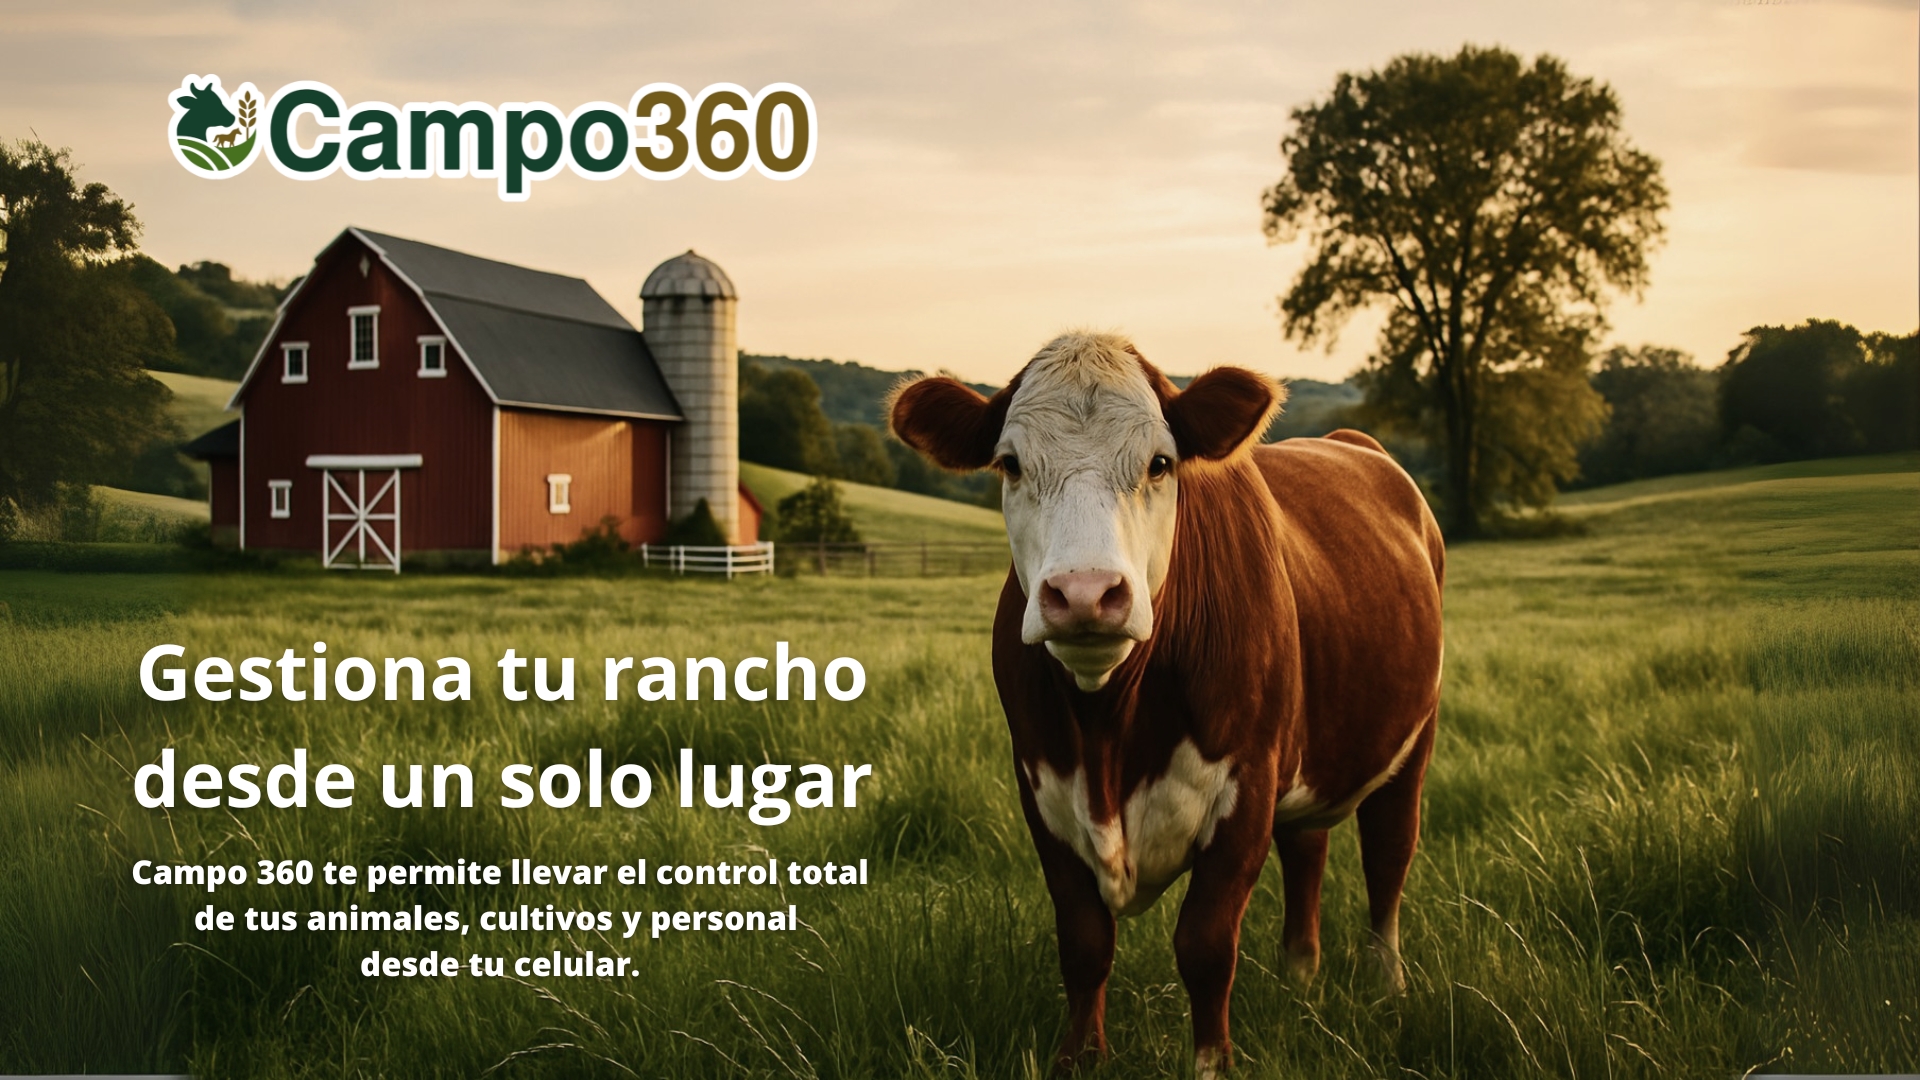 Campo360
Gestiona tu rancho
desde un solo lugar
Campo 360 te permite llevar el control total
de tus animales, cultivos y personal
desde tu celular.